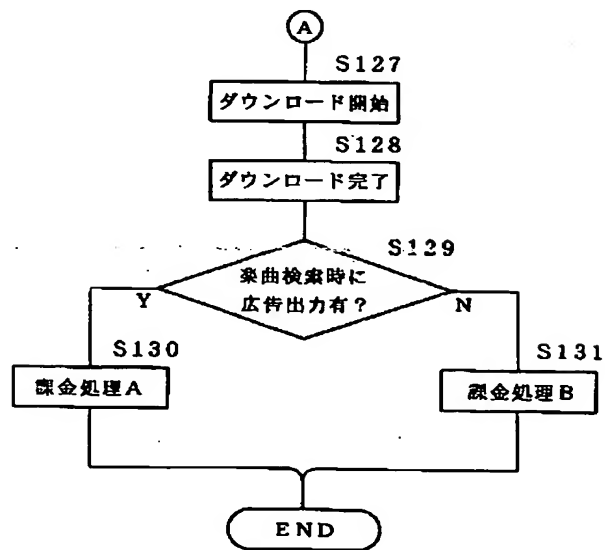 A
S127
ダウンロード開始
S128
ダウンロード完了
S129
楽曲検索時に
広告出力有？
Y
N
S130
課金処理A
S131
課金処理B
END